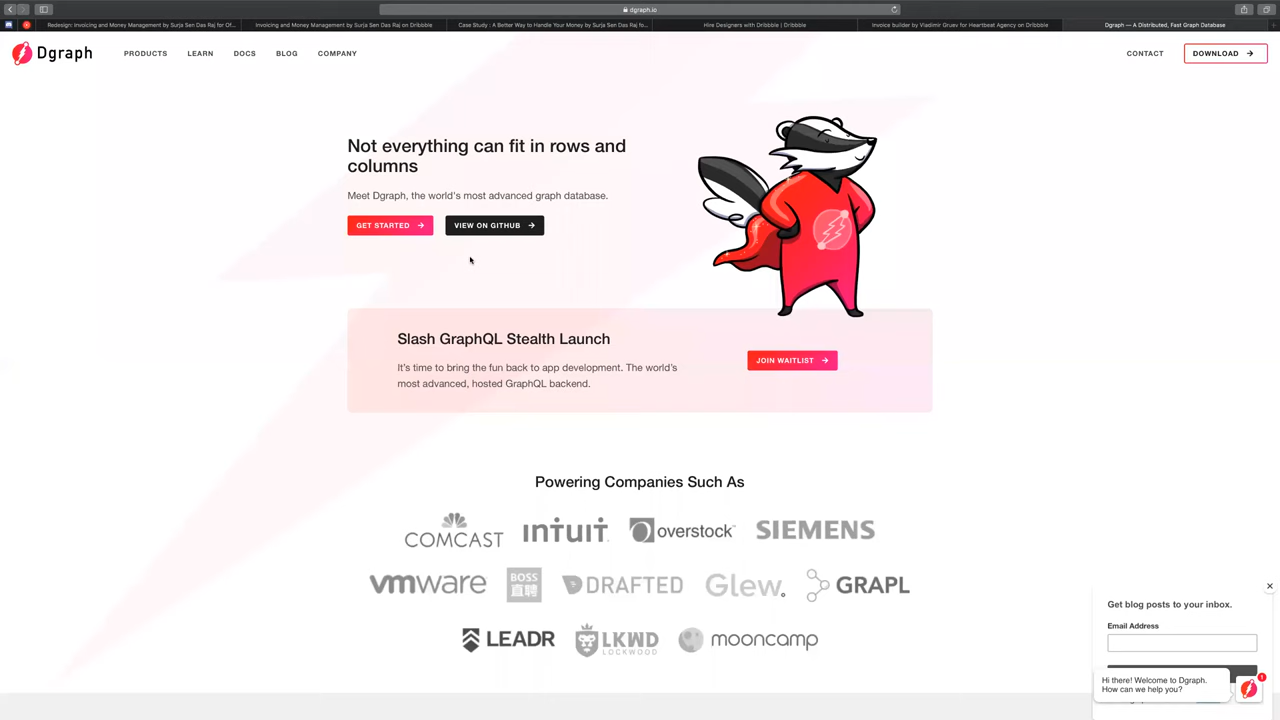 dgraph.io
Redesign: Invoicing and Money Management by Surja Sen Das Raj for Of...
Invoicing and Money Management by Surja Sen Das Raj on Dribbble
Case Study : A Better Way to Handle Your Money by Surja Sen Das Raj fo...
Hire Designers with Dribbble | Dribbble
Invoice builder by Vladimir Gruev for Heartbeat Agency on Dribbble
Dgraph — A Distributed, Fast Graph Database
Dgraph
PRODUCTS
LEARN
DOCS
BLOG
COMPANY
CONTACT
DOWNLOAD
Not everything can fit in rows and
columns
Meet Dgraph, the world's most advanced graph database.
GET STARTED
VIEW ON GITHUB
Slash GraphQL Stealth Launch
It's time to bring the fun back to app development. The world's
most advanced, hosted GraphQL backend.
JOIN WAITLIST
Powering Companies Such As
COMCAST
intuit
overstock
SIEMENS
vmware
BOSS
直聘
DRAFTED
Glew.
GRAPL
LEADR
LKWD
LOCKWOOD
mooncamp
Get blog posts to your inbox.
Email Address
Hi there! Welcome to Dgraph.
How can we help you?
1